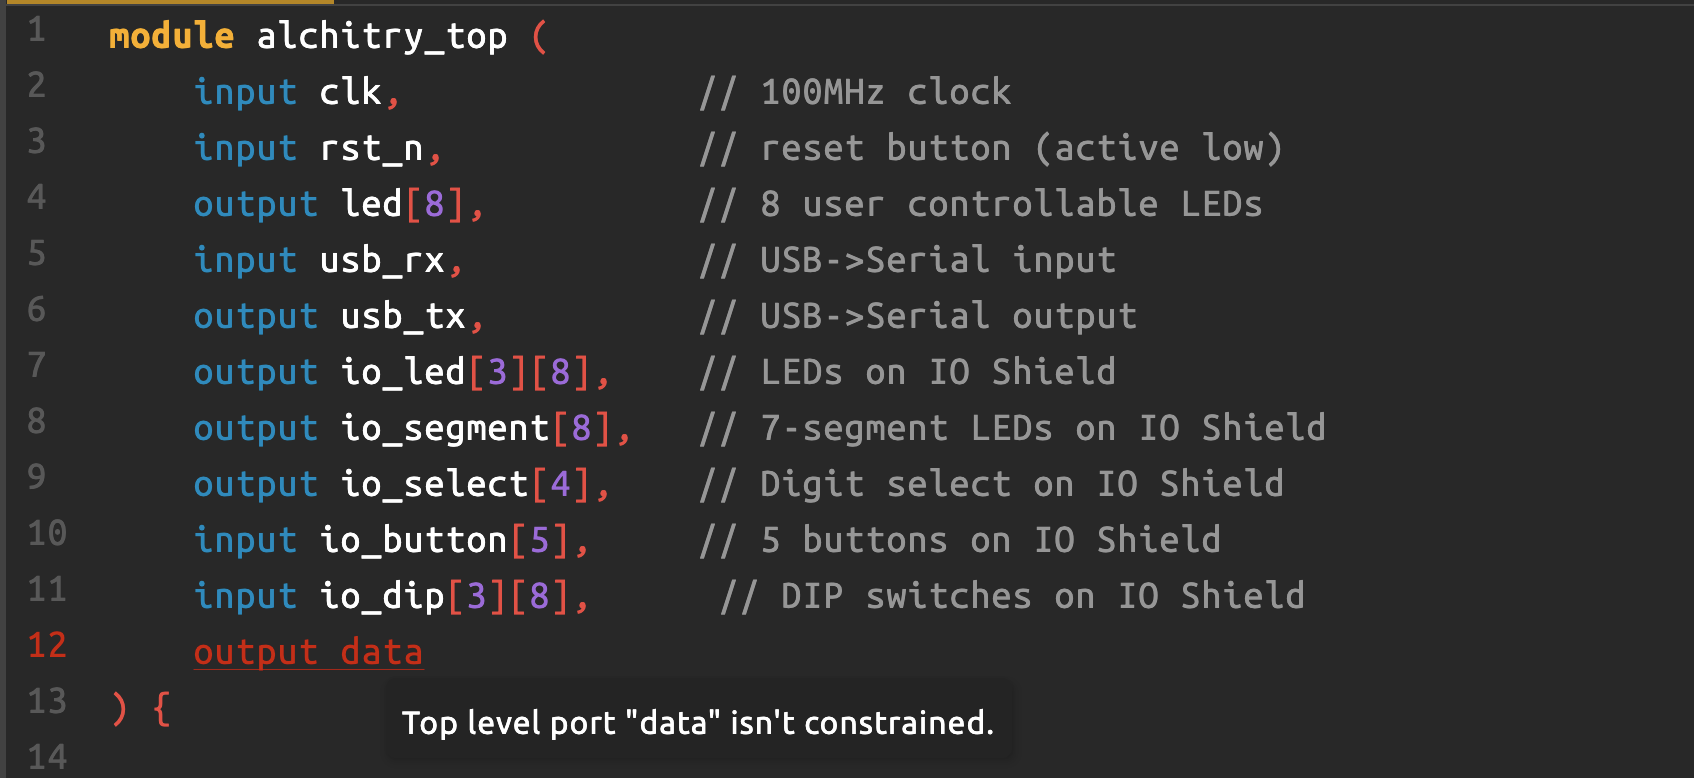 1 module alchitry_top (
2 input clk, // 100MHz clock
3 input rst_n, // reset button (active low)
4 output led[8], // 8 user controllable LEDs
5 input usb_rx, // USB->Serial input
6 output usb_tx, // USB->Serial output
7 output io_led[3][8], // LEDs on IO Shield
8 output io_segment[8], // 7-segment LEDs on IO Shield
9 output io_select[4], // Digit select on IO Shield
10 input io_button[5], // 5 buttons on IO Shield
11 input io_dip[3][8], // DIP switches on IO Shield
12 output data
13 ) {
Top level port "data" isn't constrained.
14